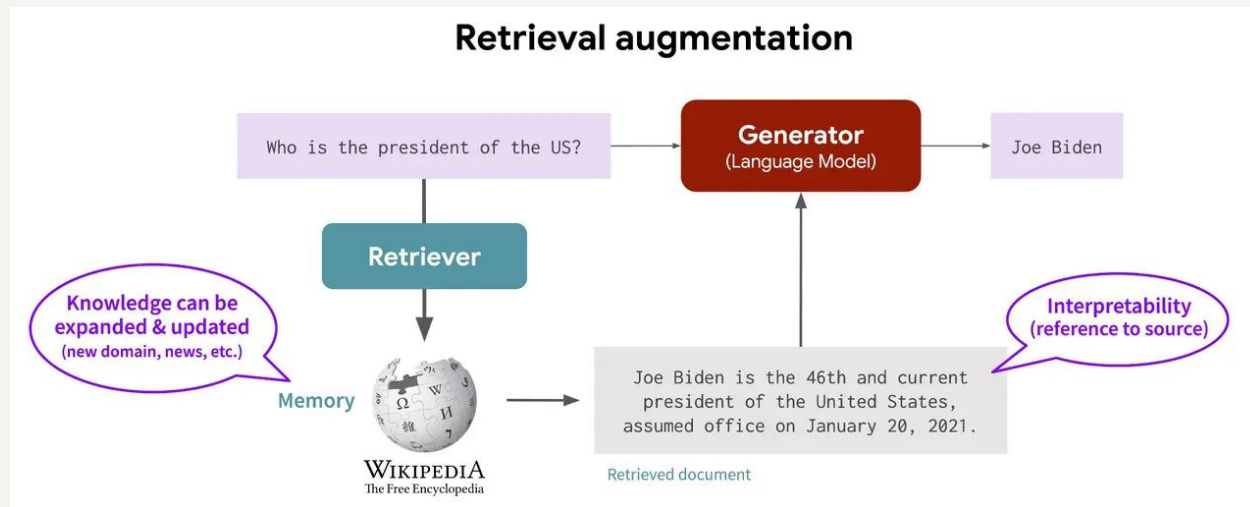 Retrieval augmentation
Who is the president of the US?
Generator
(Language Model)
Joe Biden
Retriever
Knowledge can be
expanded & updated
(new domain, news, etc.)
Interpretability
(reference to source)
Memory
Ω
W
И
WIKIPEDIA
The Free Encyclopedia
Joe Biden is the 46th and current
president of the United States,
assumed office on January 20, 2021.
Retrieved document